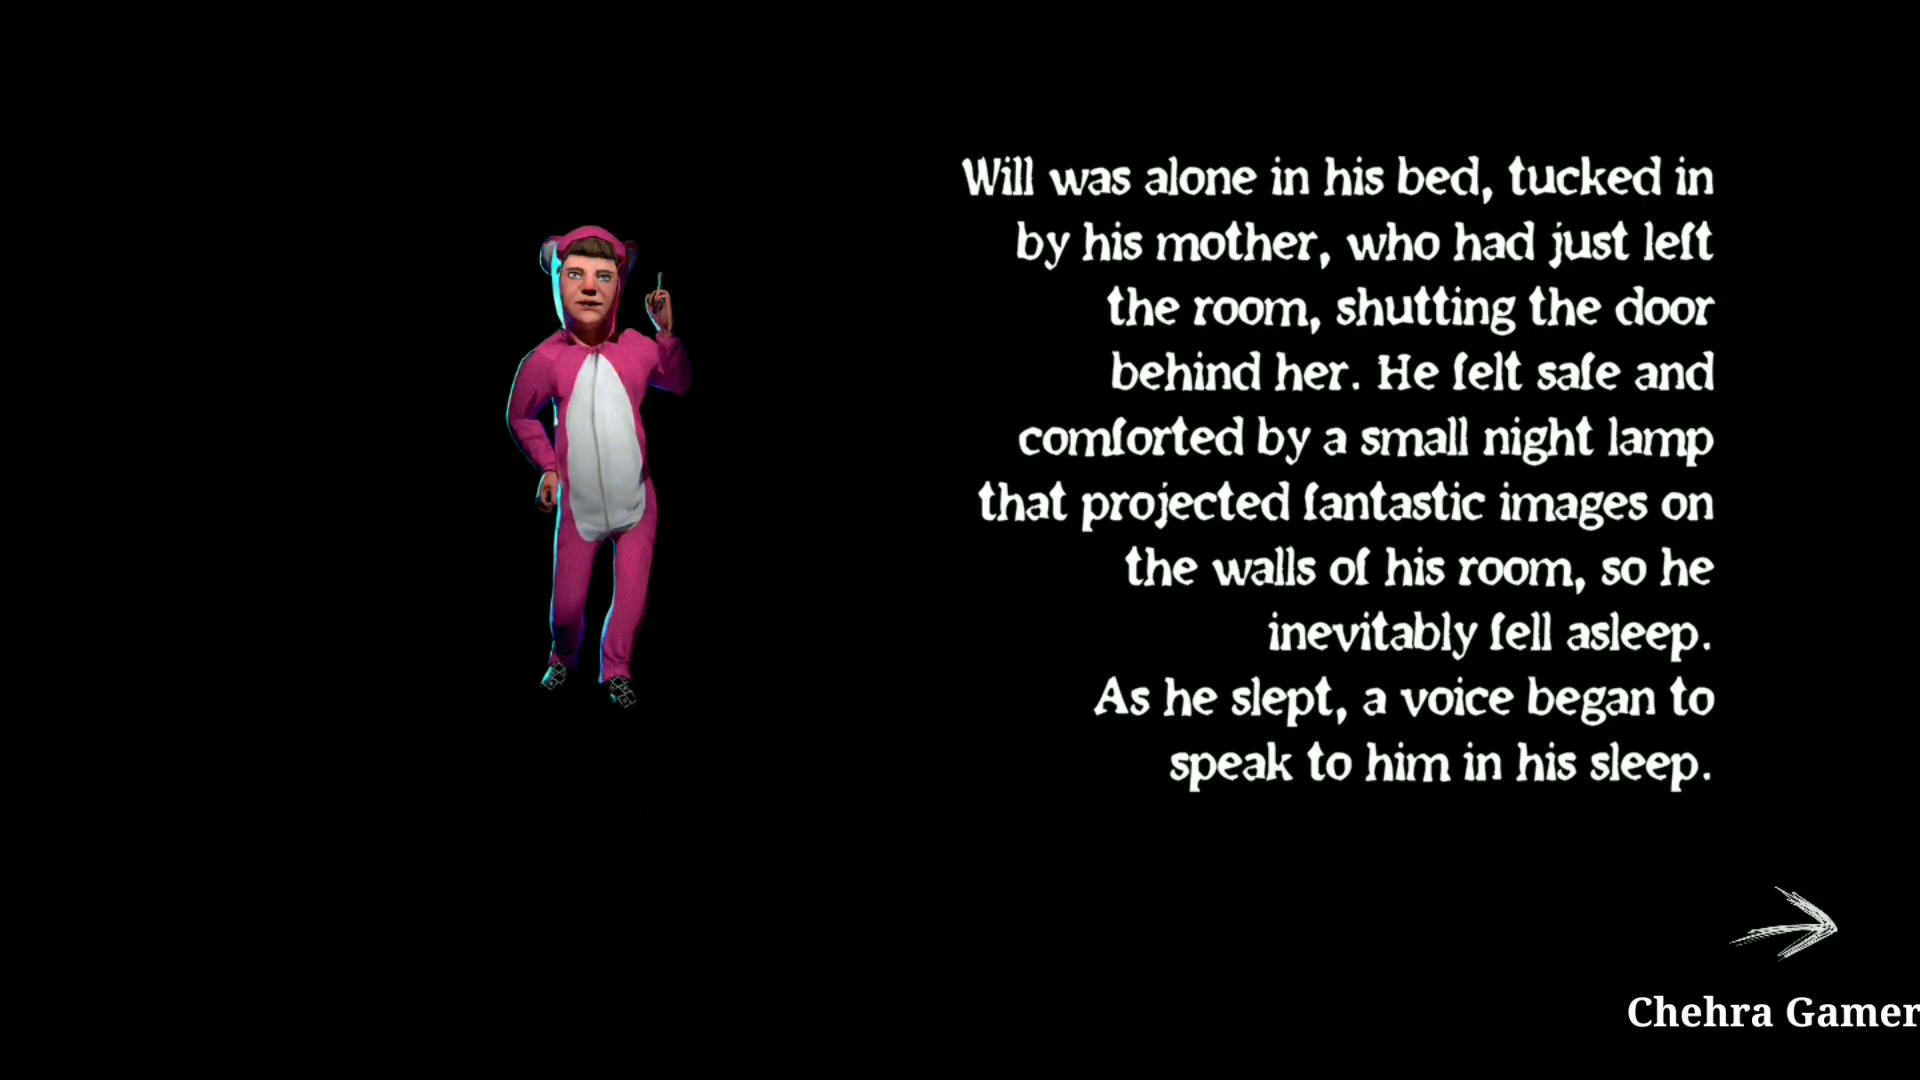 Will was alone in his bed, tucked in
by his mother, who had just left
the room, shutting the door
behind her. He felt safe and
comforted by a small night lamp
that projected fantastic images on
the walls of his room, so he
inevitably fell asleep.
As he slept, a voice began to
speak to him in his sleep.
Chehra Gamer